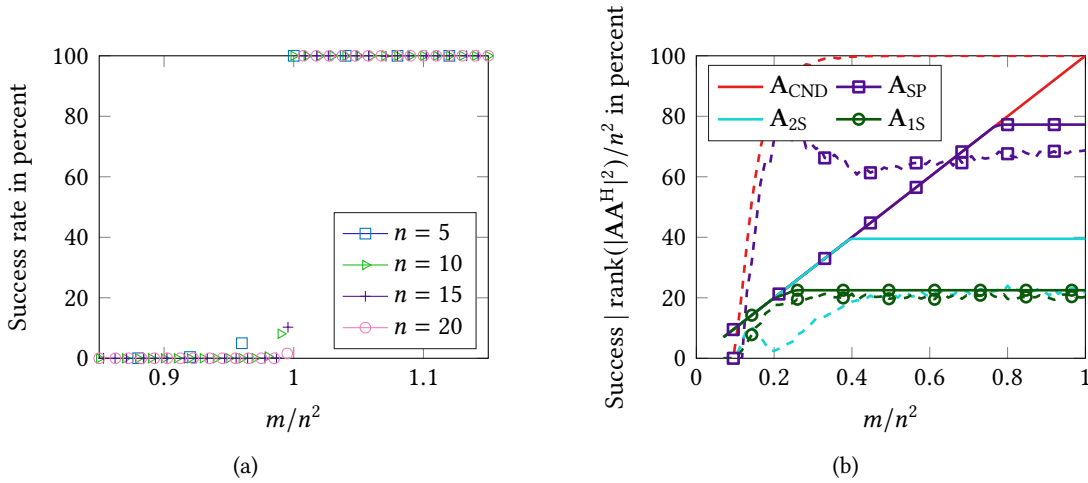 100
80
60
40
20
0
0.9
1
1.1
Success rate in percent
m/n²
n = 5
n = 10
n = 15
n = 20
(a)
100
80
60
40
20
0
0
0.2
0.4
0.6
0.8
1
Success | rank(|AAᴴ|²)/n² in percent
m/n²
A_CND
A_SP
A_2S
A_1S
(b)